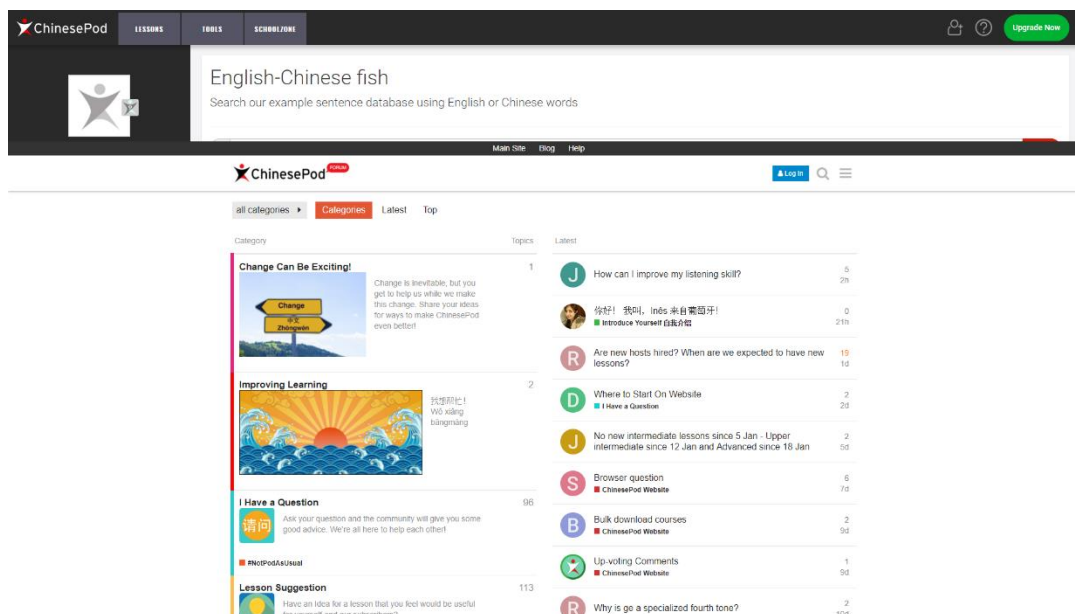 ChinesePod LESSONS TOOLS SCHOOLZONE Upgrade Now
English-Chinese fish
Search our example sentence database using English or Chinese words
Main Site Blog Help
ChinesePod FORUM
Log In
all categories Categories Latest Top
Category Topics
Change Can Be Exciting! 1
Change
中文
Zhōngwén
Change is inevitable, but you
get to help us while we make
this change. Share your ideas
for ways to make ChinesePod
even better!
Improving Learning 2
我想帮忙!
Wǒ xiǎng
bāngmáng
I Have a Question 96
请问
Ask your question and the community will give you some
good advice. We're all here to help each other!
#NotPodAsUsual
Lesson Suggestion 113
Have an idea for a lesson that you feel would be useful
Latest
J How can I improve my listening skill? 5
2h
你好! 我叫, Inês 来自葡萄牙! 0
Introduce Yourself 自我介绍 21h
R Are new hosts hired? When are we expected to have new 19
lessons? 1d
D Where to Start On Website 2
I Have a Question 2d
J No new intermediate lessons since 5 Jan - Upper 2
intermediate since 12 Jan and Advanced since 18 Jan 5d
S Browser question 6
ChinesePod Website 7d
B Bulk download courses 2
ChinesePod Website 9d
Up-voting Comments 1
ChinesePod Website 9d
R Why is ge a specialized fourth tone? 2